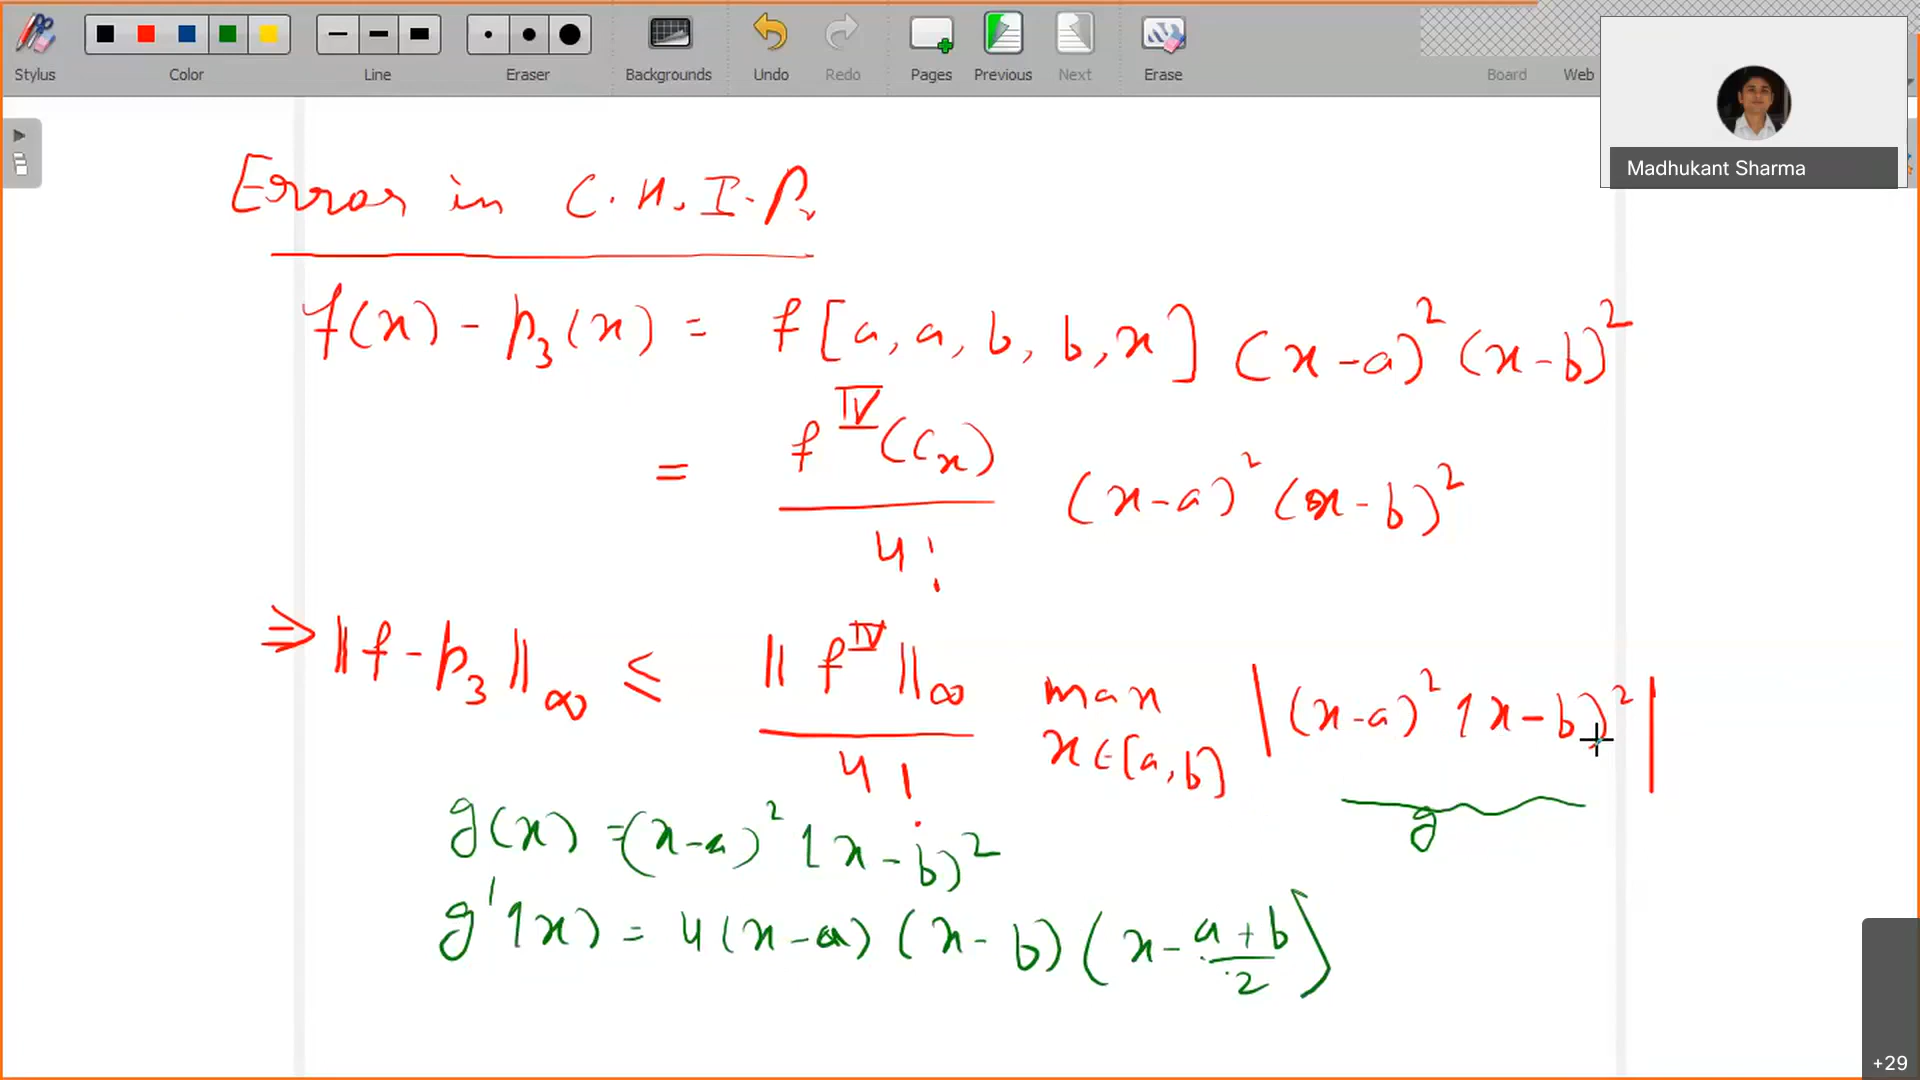 Stylus Color Line Eraser Backgrounds Undo Redo Pages Previous Next Erase Board Web
Madhukant Sharma
Error in C.H.I.P.
f(x) - p₃(x) = f[a, a, b, b, x] (x-a)² (x-b)²
= f^IV(c_x) / 4! (x-a)² (x-b)²
⇒ ||f - p₃||∞ ≤ ||f^IV||∞ / 4! max x∈[a,b] |(x-a)² (x-b)²|
g
g(x) = (x-a)² (x-b)²
g'(x) = 4(x-a)(x-b)(x - a+b/2)
+29